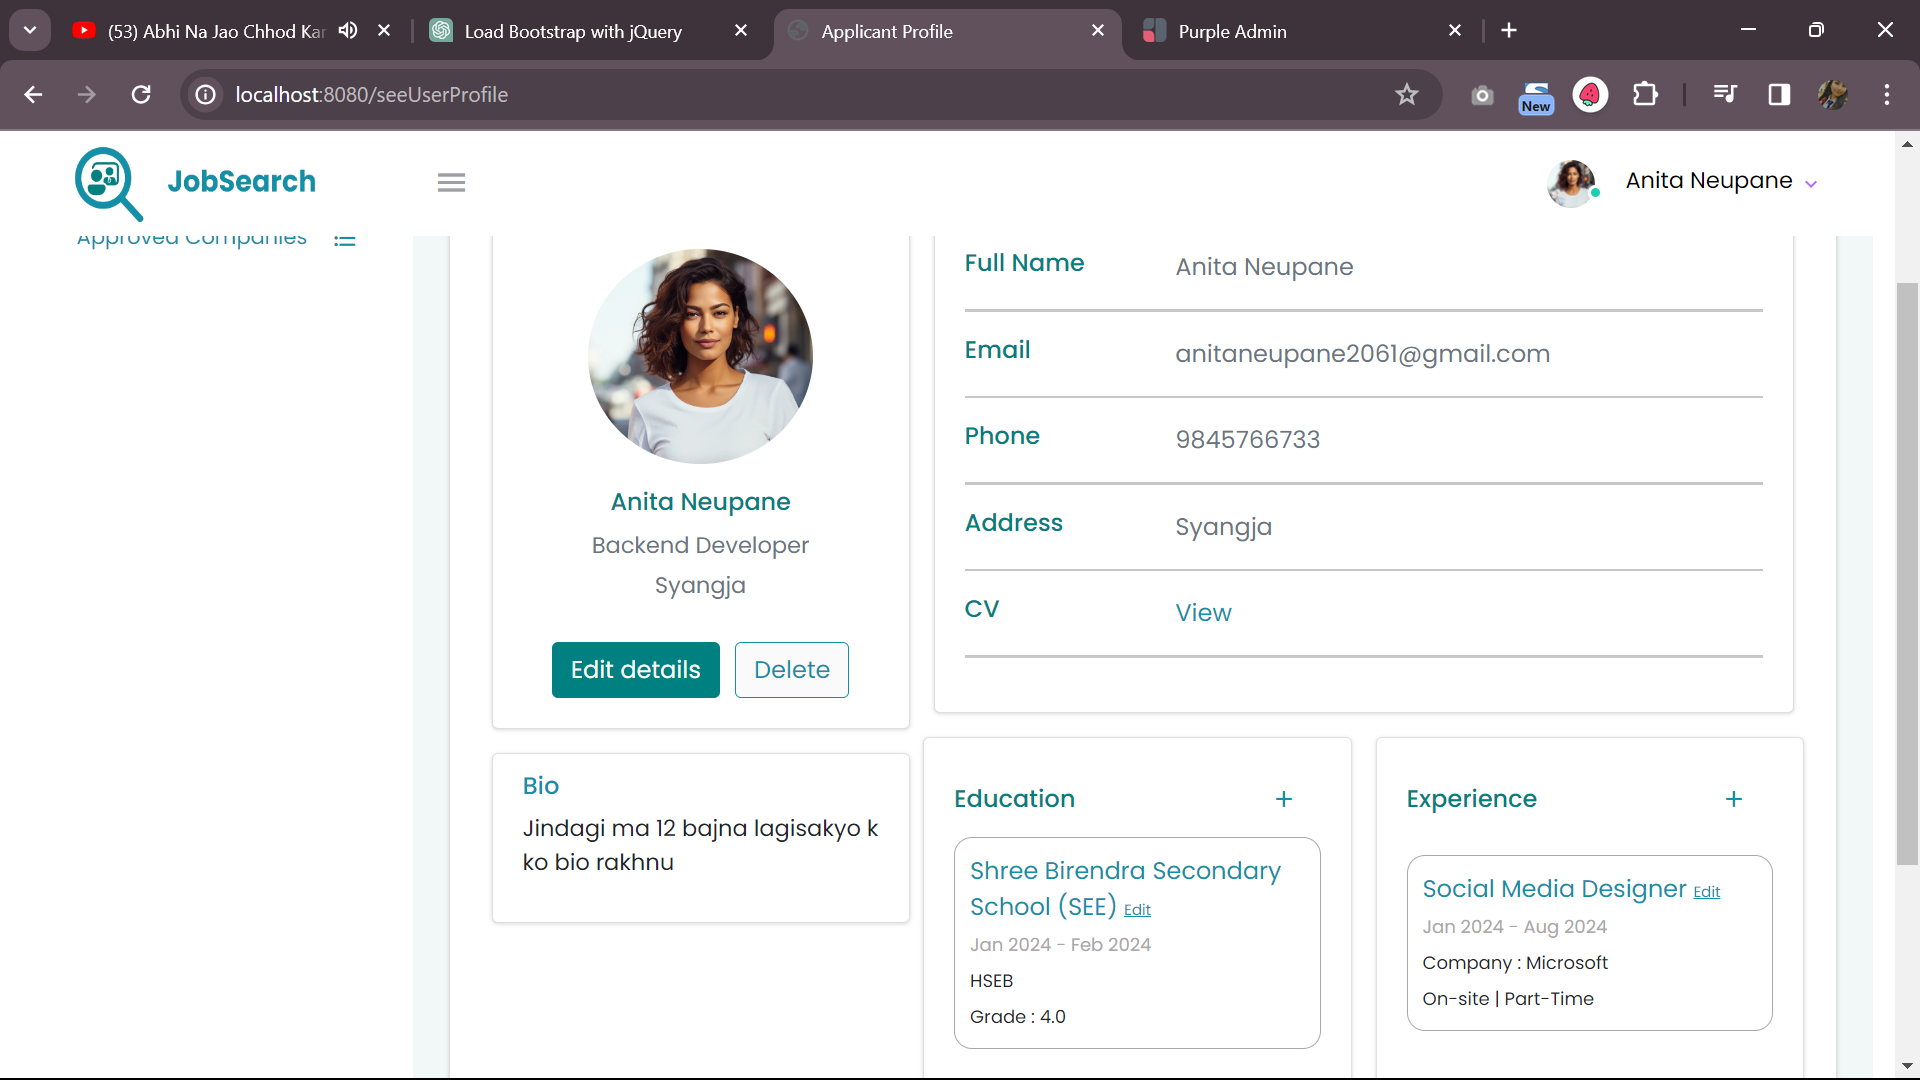 (53) Abhi Na Jao Chhod Kar
Load Bootstrap with jQuery
Applicant Profile
Purple Admin
localhost:8080/seeUserProfile
New
JobSearch
Anita Neupane
Approved Companies
Full Name
Anita Neupane
Email
anitaneupane2061@gmail.com
Phone
9845766733
Address
Syangja
CV
View
Anita Neupane
Backend Developer
Syangja
Edit details
Delete
Bio
Jindagi ma 12 bajna lagisakyo k
ko bio rakhnu
Education
+
Shree Birendra Secondary
School (SEE) Edit
Jan 2024 - Feb 2024
HSEB
Grade : 4.0
Experience
+
Social Media Designer Edit
Jan 2024 - Aug 2024
Company : Microsoft
On-site | Part-Time